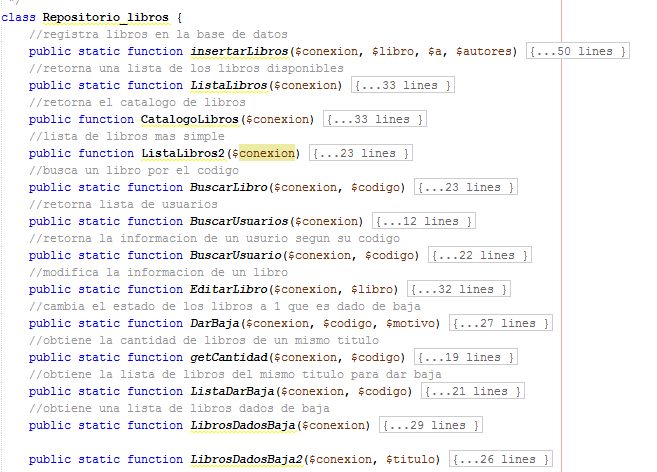 */
class Repositorio_libros {
//registra libros en la base de datos
public static function insertarLibros($conexion, $libro, $a, $autores) {...50 lines }
//retorna una lista de los libros disponibles
public static function ListaLibros($conexion) {...33 lines }
//retorna el catalogo de libros
public function CatalogoLibros($conexion) {...33 lines }
//lista de libros mas simple
public function ListaLibros2($conexion) {...23 lines }
//busca un libro por el codigo
public static function BuscarLibro($conexion, $codigo) {...23 lines }
//retorna lista de usuarios
public static function BuscarUsuarios($conexion) {...12 lines }
//retorna la informacion de un usurio segun su codigo
public static function BuscarUsuario($conexion, $codigo) {...22 lines }
//modifica la informacion de un libro
public static function EditarLibro($conexion, $libro) {...32 lines }
//cambia el estado de los libros a 1 que es dado de baja
public static function DarBaja($conexion, $codigo, $motivo) {...27 lines }
//obtiene la cantidad de libros de un mismo titulo
public static function getCantidad($conexion, $codigo) {...19 lines }
//obtiene la lista de libros del mismo titulo para dar baja
public static function ListaDarBaja($conexion, $codigo) {...21 lines }
//obtiene una lista de libros dados de baja
public static function LibrosDadosBaja($conexion) {...29 lines }
public static function LibrosDadosBaja2($conexion, $titulo) {...26 lines }